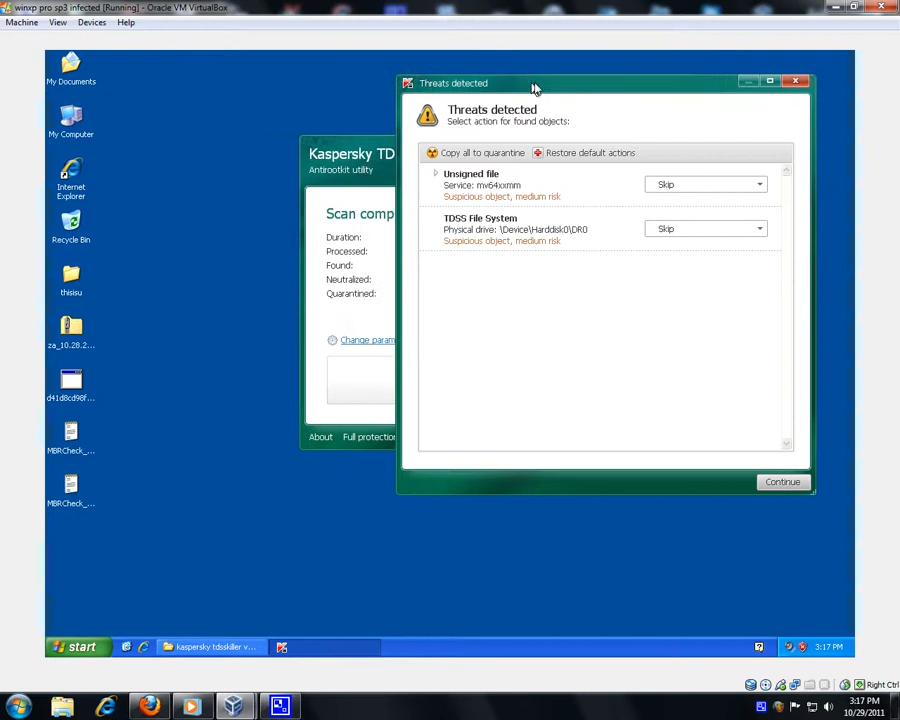 winxp pro sp3 infected [Running] - Oracle VM VirtualBox
Machine View Devices Help
My Documents
My Computer
Internet
Explorer
Recycle Bin
thisisu
za_10.28.2...
d41d8cd98f...
MBRCheck_...
MBRCheck_...
Kaspersky TD
Antirootkit utility
Scan comp
Duration:
Processed:
Found:
Neutralized:
Quarantined:
Change param
About Full protection
Threats detected
Threats detected
Select action for found objects:
Copy all to quarantine Restore default actions
Unsigned file
Service: mv64xxmm
Suspicious object, medium risk
Skip
TDSS File System
Physical drive: \Device\Harddisk0\DR0
Suspicious object, medium risk
Skip
Continue
start
kaspersky tdsskiller v...
3:17 PM
Right Ctrl
3:17 PM
10/29/2011